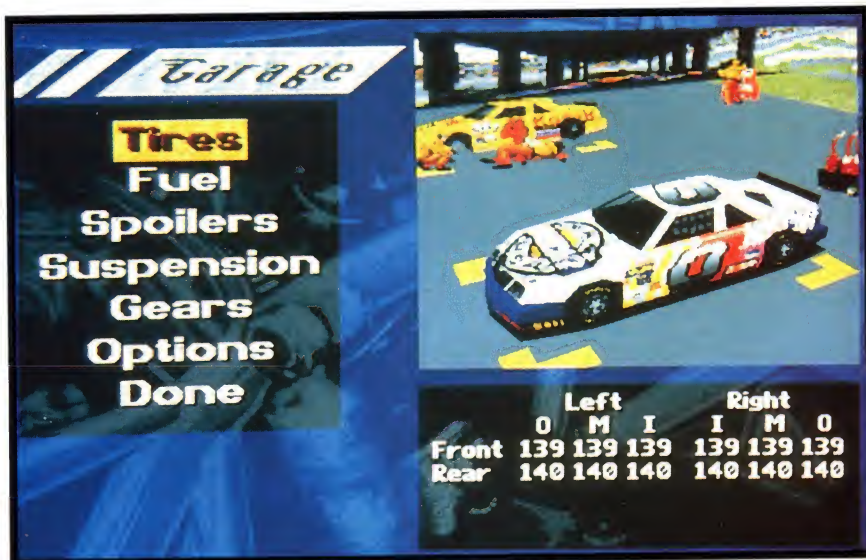 Garage
Tires
Fuel
Spoilers
Suspension
Gears
Options
Done
4
Left Right
O M I I M O
Front 139 139 139 139 139 139
Rear 140 140 140 140 140 140